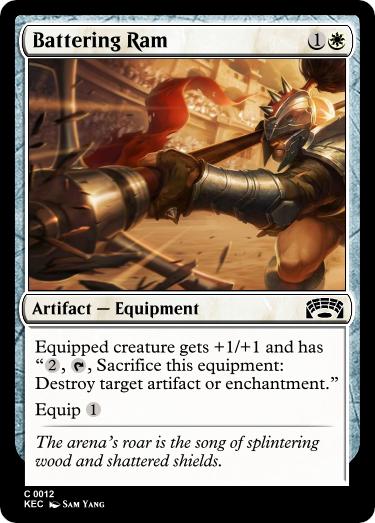 Battering Ram 1
Artifact — Equipment
Equipped creature gets +1/+1 and has
“2, , Sacrifice this equipment:
Destroy target artifact or enchantment.”
Equip 1
The arena's roar is the song of splintering
wood and shattered shields.
C 0012
KEC Sam Yang